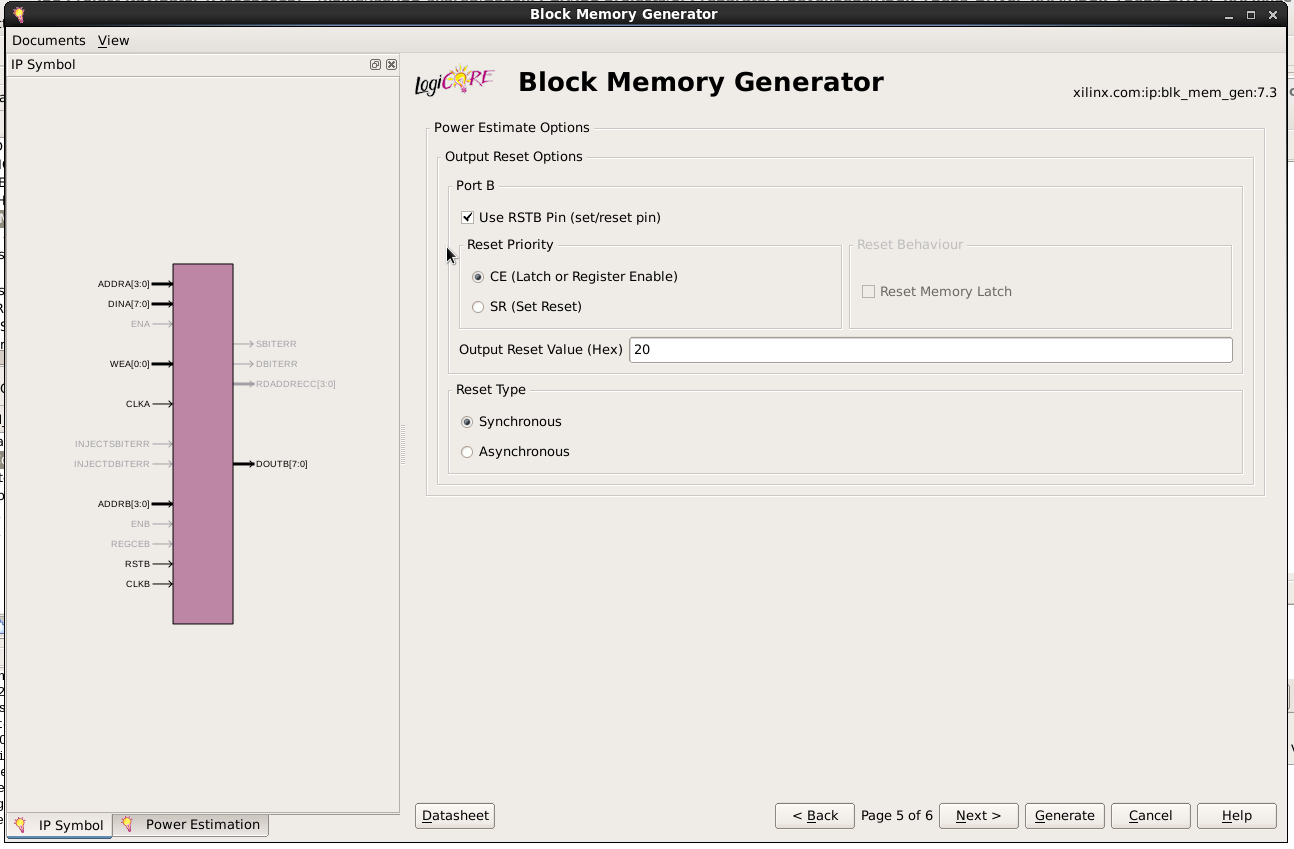 Block Memory Generator
Documents View
IP Symbol
LogiCORE
Block Memory Generator
xilinx.com:ip:blk_mem_gen:7.3
ADDRA[3:0]
DINA[7:0]
ENA
SBITERR
WEA[0:0]
DBITERR
RDADDRECC[3:0]
CLKA
INJECTSBITERR
INJECTDBITERR
DOUTB[7:0]
ADDRB[3:0]
ENB
REGCEB
RSTB
CLKB
Power Estimate Options
Output Reset Options
Port B
Use RSTB Pin (set/reset pin)
Reset Priority
CE (Latch or Register Enable)
SR (Set Reset)
Reset Behaviour
Reset Memory Latch
Output Reset Value (Hex) 20
Reset Type
Synchronous
Asynchronous
IP Symbol Power Estimation
Datasheet < Back Page 5 of 6 Next > Generate Cancel Help